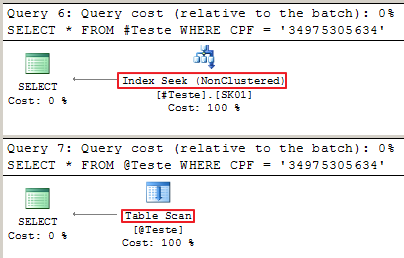 Query 6: Query cost (relative to the batch): 0%
SELECT * FROM #Teste WHERE CPF = '34975305634'
SELECT
Cost: 0 %
Index Seek (NonClustered)
[#Teste].[SK01]
Cost: 100 %
Query 7: Query cost (relative to the batch): 0%
SELECT * FROM @Teste WHERE CPF = '34975305634'
SELECT
Cost: 0 %
Table Scan
[@Teste]
Cost: 100 %